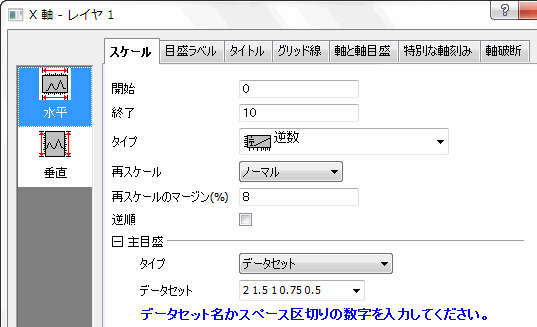 X 軸 - レイヤ 1
スケール 目盛ラベル タイトル グリッド線 軸と軸目盛 特別な軸刻み 軸破断
水平
垂直
開始 0
終了 10
タイプ 逆数
再スケール ノーマル
再スケールのマージン(%) 8
逆順
主目盛
タイプ データセット
データセット 2 1.5 1 0.75 0.5
データセット名かスペース区切りの数字を入力してください。